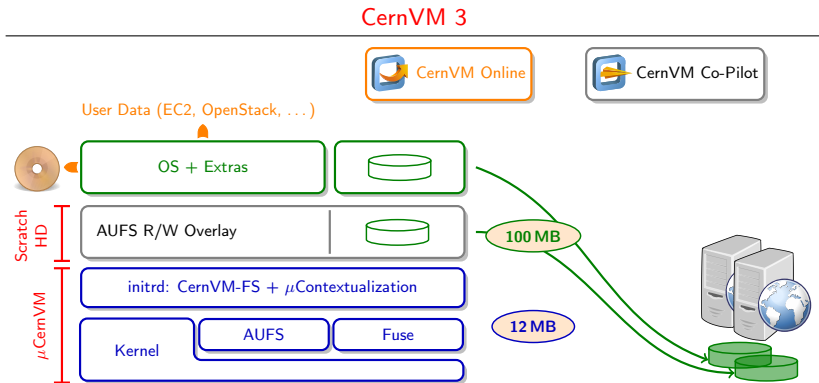 CernVM 3
CernVM Online
CernVM Co-Pilot
User Data (EC2, OpenStack, . . . )
OS + Extras
Scratch
HD
AUFS R/W Overlay
100 MB
μCernVM
initrd: CernVM-FS + μContextualization
12 MB
Kernel
AUFS
Fuse